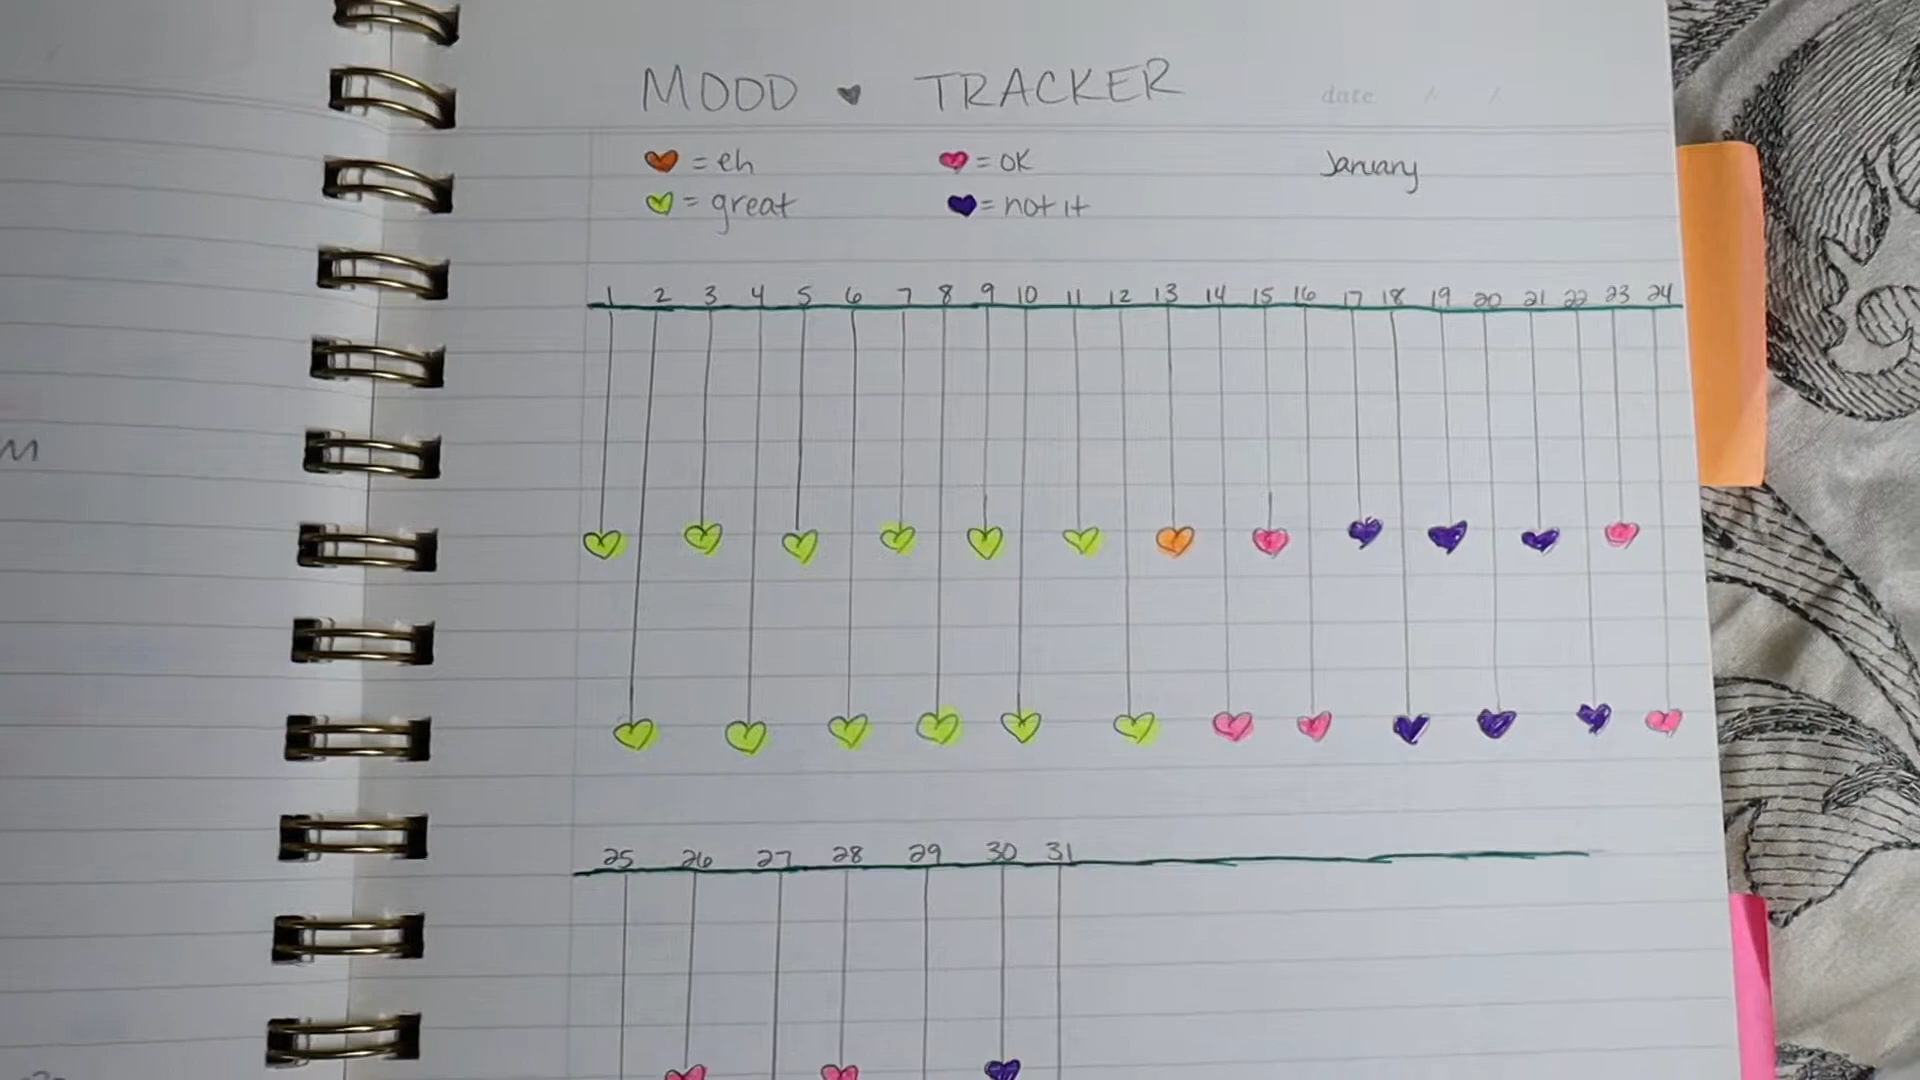 MOOD ♥ TRACKER
date / /
♥ = eh ♥ = OK January
♥ = great ♥ = not it
1 2 3 4 5 6 7 8 9 10 11 12 13 14 15 16 17 18 19 20 21 22 23 24
25 26 27 28 29 30 31